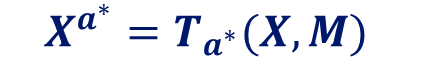 X^{a^*} = T_{a^*}(X, M)